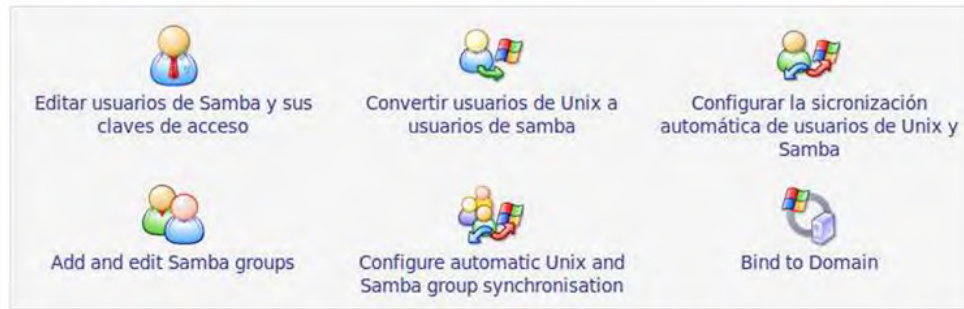 Editar usuarios de Samba y sus
claves de acceso
Convertir usuarios de Unix a
usuarios de samba
Configurar la sicronización
automática de usuarios de Unix y
Samba
Add and edit Samba groups
Configure automatic Unix and
Samba group synchronisation
Bind to Domain